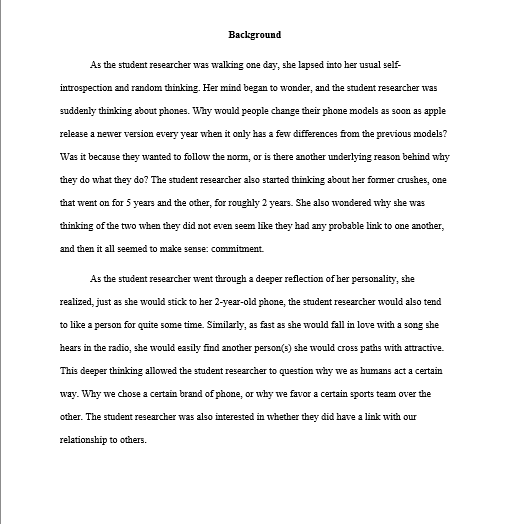 Background
As the student researcher was walking one day, she lapsed into her usual self-
introspection and random thinking. Her mind began to wonder, and the student researcher was
suddenly thinking about phones. Why would people change their phone models as soon as apple
release a newer version every year when it only has a few differences from the previous models?
Was it because they wanted to follow the norm, or is there another underlying reason behind why
they do what they do? The student researcher also started thinking about her former crushes, one
that went on for 5 years and the other, for roughly 2 years. She also wondered why she was
thinking of the two when they did not even seem like they had any probable link to one another,
and then it all seemed to make sense: commitment.
As the student researcher went through a deeper reflection of her personality, she
realized, just as she would stick to her 2-year-old phone, the student researcher would also tend
to like a person for quite some time. Similarly, as fast as she would fall in love with a song she
hears in the radio, she would easily find another person(s) she would cross paths with attractive.
This deeper thinking allowed the student researcher to question why we as humans act a certain
way. Why we chose a certain brand of phone, or why we favor a certain sports team over the
other. The student researcher was also interested in whether they did have a link with our
relationship to others.